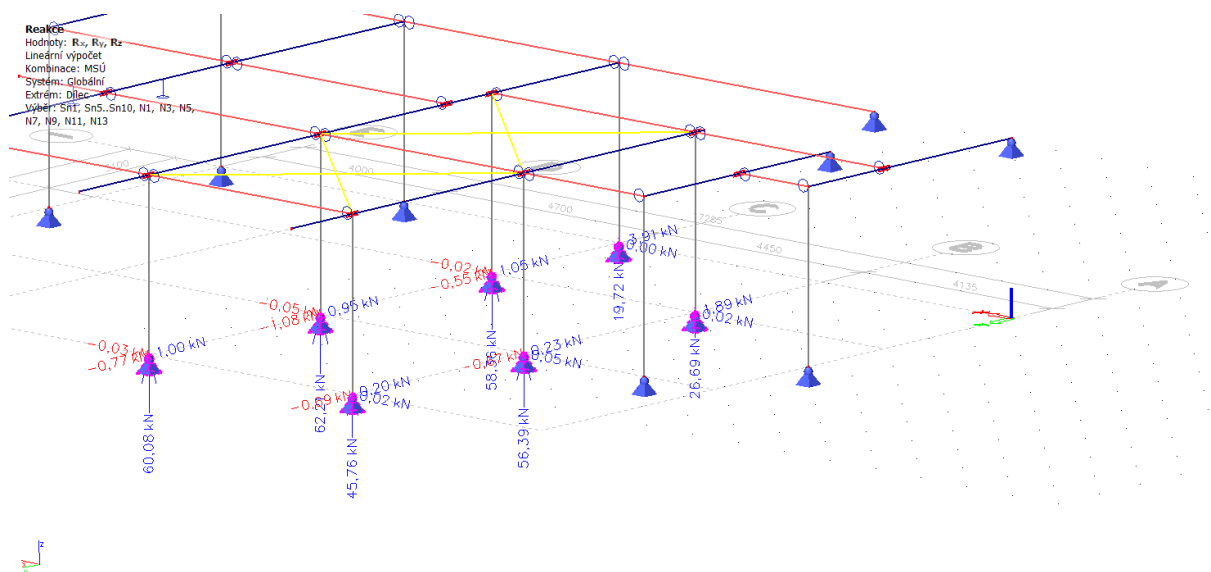 Reakce
Hodnoty: Rx, Ry, Rz
Lineární výpočet
Kombinace: MSÚ
Systém: Globální
Extrém: Dílec
Výběr: Sn1, Sn5..Sn10, N1, N3, N5,
N7, N9, N11, N13
4000
4700
7285
4450
4135
3.91 kN
0.00 kN
19.72 kN
-0.02 kN
-0.55 kN
1.05 kN
-0.05 kN
-1.08 kN
0.95 kN
1.89 kN
0.02 kN
26.69 kN
-0.03 kN
-0.77 kN
1.00 kN
60.08 kN
0.23 kN
0.05 kN
56.39 kN
0.20 kN
0.02 kN
45.76 kN
z